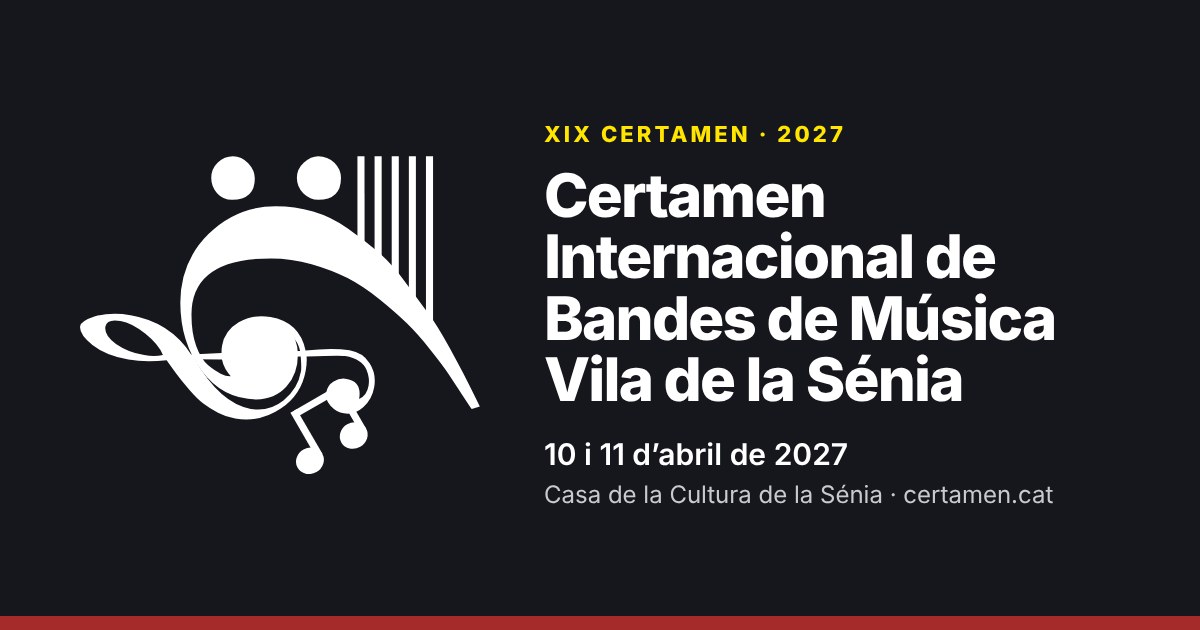 XIX CERTAMEN · 2027
Certamen
Internacional de
Bandes de Música
Vila de la Sénia
10 i 11 d’abril de 2027
Casa de la Cultura de la Sénia · certamen.cat